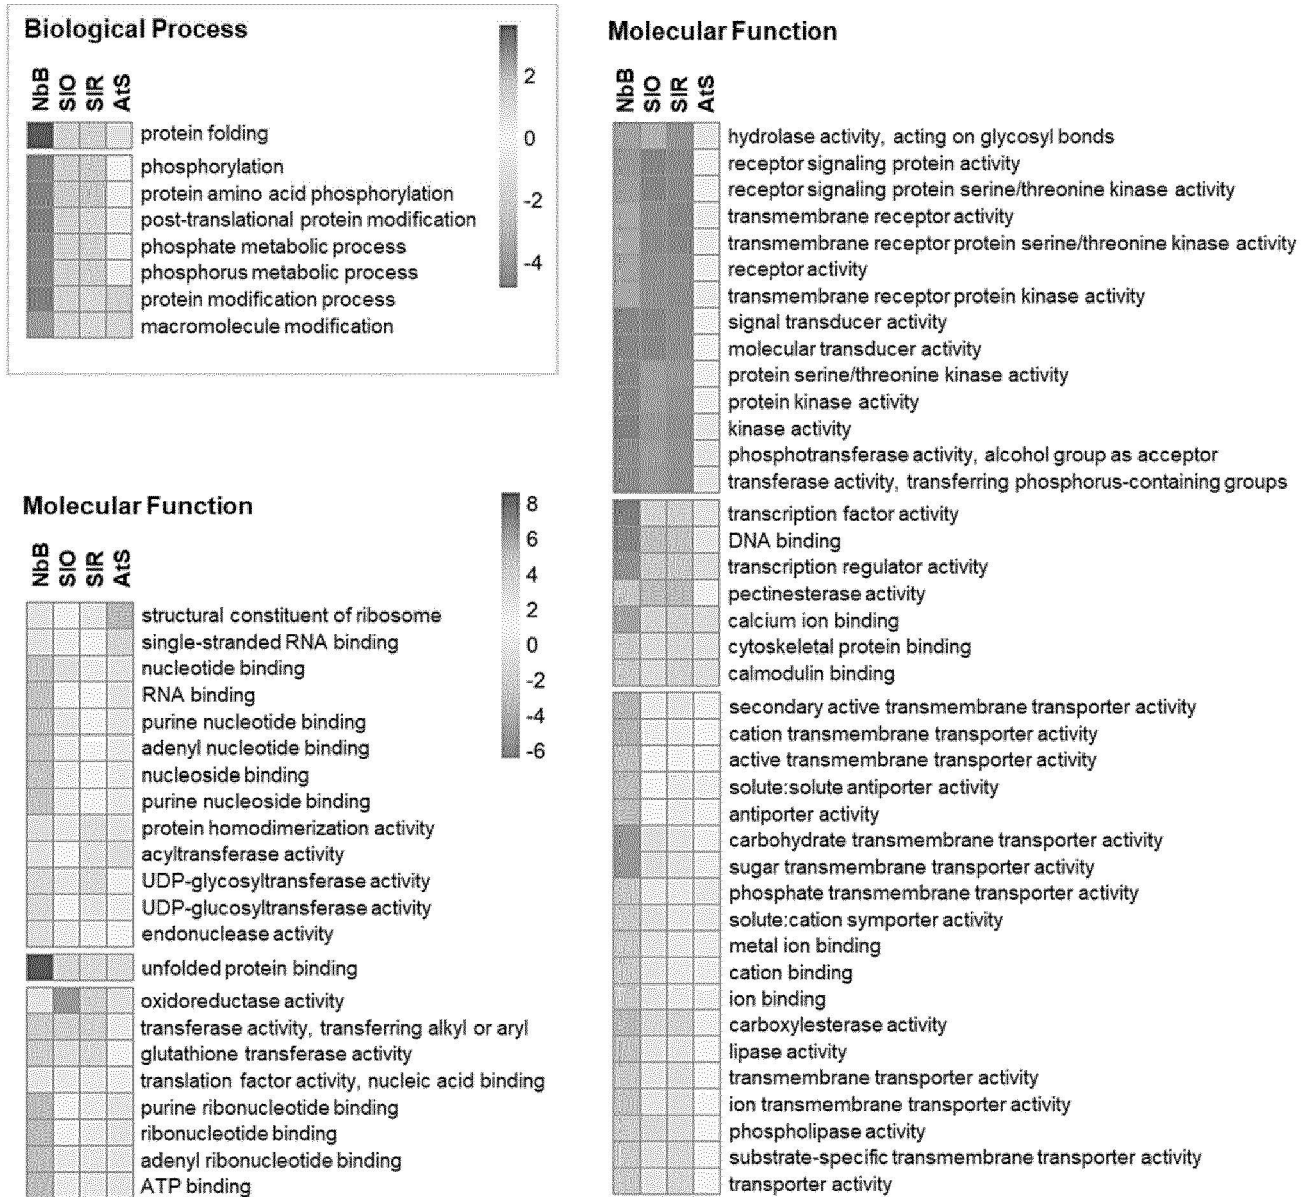 Biological Process
NbB
SlO
SlR
AtS
2
0
-2
-4
protein folding
phosphorylation
protein amino acid phosphorylation
post-translational protein modification
phosphate metabolic process
phosphorus metabolic process
protein modification process
macromolecule modification
Molecular Function
NbB
SlO
SlR
AtS
8
6
4
2
0
-2
-4
-6
structural constituent of ribosome
single-stranded RNA binding
nucleotide binding
RNA binding
purine nucleotide binding
adenyl nucleotide binding
nucleoside binding
purine nucleoside binding
protein homodimerization activity
acyltransferase activity
UDP-glycosyltransferase activity
UDP-glucosyltransferase activity
endonuclease activity
unfolded protein binding
oxidoreductase activity
transferase activity, transferring alkyl or aryl
glutathione transferase activity
translation factor activity, nucleic acid binding
purine ribonucleotide binding
ribonucleotide binding
adenyl ribonucleotide binding
ATP binding
Molecular Function
NbB
SlO
SlR
AtS
hydrolase activity, acting on glycosyl bonds
receptor signaling protein activity
receptor signaling protein serine/threonine kinase activity
transmembrane receptor activity
transmembrane receptor protein serine/threonine kinase activity
receptor activity
transmembrane receptor protein kinase activity
signal transducer activity
molecular transducer activity
protein serine/threonine kinase activity
protein kinase activity
kinase activity
phosphotransferase activity, alcohol group as acceptor
transferase activity, transferring phosphorus-containing groups
transcription factor activity
DNA binding
transcription regulator activity
pectinesterase activity
calcium ion binding
cytoskeletal protein binding
calmodulin binding
secondary active transmembrane transporter activity
cation transmembrane transporter activity
active transmembrane transporter activity
solute:solute antiporter activity
antiporter activity
carbohydrate transmembrane transporter activity
sugar transmembrane transporter activity
phosphate transmembrane transporter activity
solute:cation symporter activity
metal ion binding
cation binding
ion binding
carboxylesterase activity
lipase activity
transmembrane transporter activity
ion transmembrane transporter activity
phospholipase activity
substrate-specific transmembrane transporter activity
transporter activity